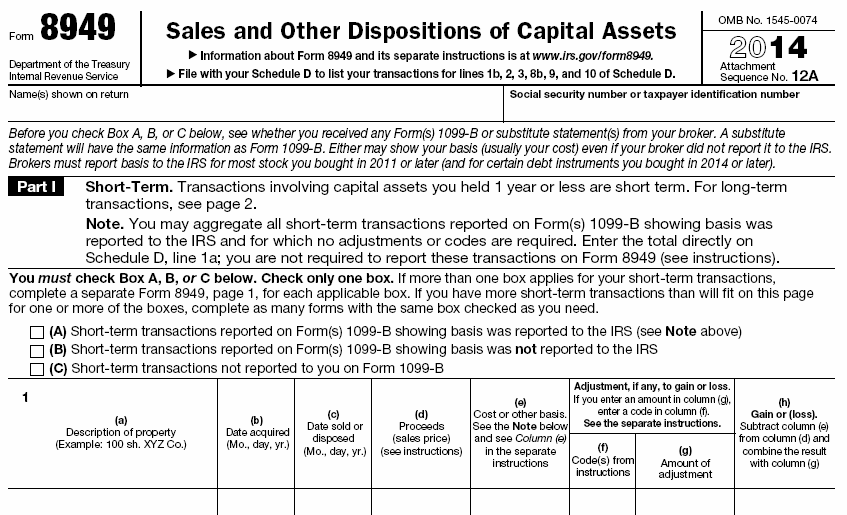 Form 8949
Department of the Treasury
Internal Revenue Service
Sales and Other Dispositions of Capital Assets
▶ Information about Form 8949 and its separate instructions is at www.irs.gov/form8949.
▶ File with your Schedule D to list your transactions for lines 1b, 2, 3, 8b, 9, and 10 of Schedule D.
OMB No. 1545-0074
2014
Attachment
Sequence No. 12A
Name(s) shown on return
Social security number or taxpayer identification number
Before you check Box A, B, or C below, see whether you received any Form(s) 1099-B or substitute statement(s) from your broker. A substitute
statement will have the same information as Form 1099-B. Either may show your basis (usually your cost) even if your broker did not report it to the IRS.
Brokers must report basis to the IRS for most stock you bought in 2011 or later (and for certain debt instruments you bought in 2014 or later).
Part I
Short-Term. Transactions involving capital assets you held 1 year or less are short term. For long-term
transactions, see page 2.
Note. You may aggregate all short-term transactions reported on Form(s) 1099-B showing basis was
reported to the IRS and for which no adjustments or codes are required. Enter the total directly on
Schedule D, line 1a; you are not required to report these transactions on Form 8949 (see instructions).
You must check Box A, B, or C below. Check only one box. If more than one box applies for your short-term transactions,
complete a separate Form 8949, page 1, for each applicable box. If you have more short-term transactions than will fit on this page
for one or more of the boxes, complete as many forms with the same box checked as you need.
(A) Short-term transactions reported on Form(s) 1099-B showing basis was reported to the IRS (see Note above)
(B) Short-term transactions reported on Form(s) 1099-B showing basis was not reported to the IRS
(C) Short-term transactions not reported to you on Form 1099-B
1
(a)
Description of property
(Example: 100 sh. XYZ Co.)
(b)
Date acquired
(Mo., day, yr.)
(c)
Date sold or
disposed
(Mo., day, yr.)
(d)
Proceeds
(sales price)
(see instructions)
(e)
Cost or other basis.
See the Note below
and see Column (e)
in the separate
instructions
Adjustment, if any, to gain or loss.
If you enter an amount in column (g),
enter a code in column (f).
See the separate instructions.
(f)
Code(s) from
instructions
(g)
Amount of
adjustment
(h)
Gain or (loss).
Subtract column (e)
from column (d) and
combine the result
with column (g)